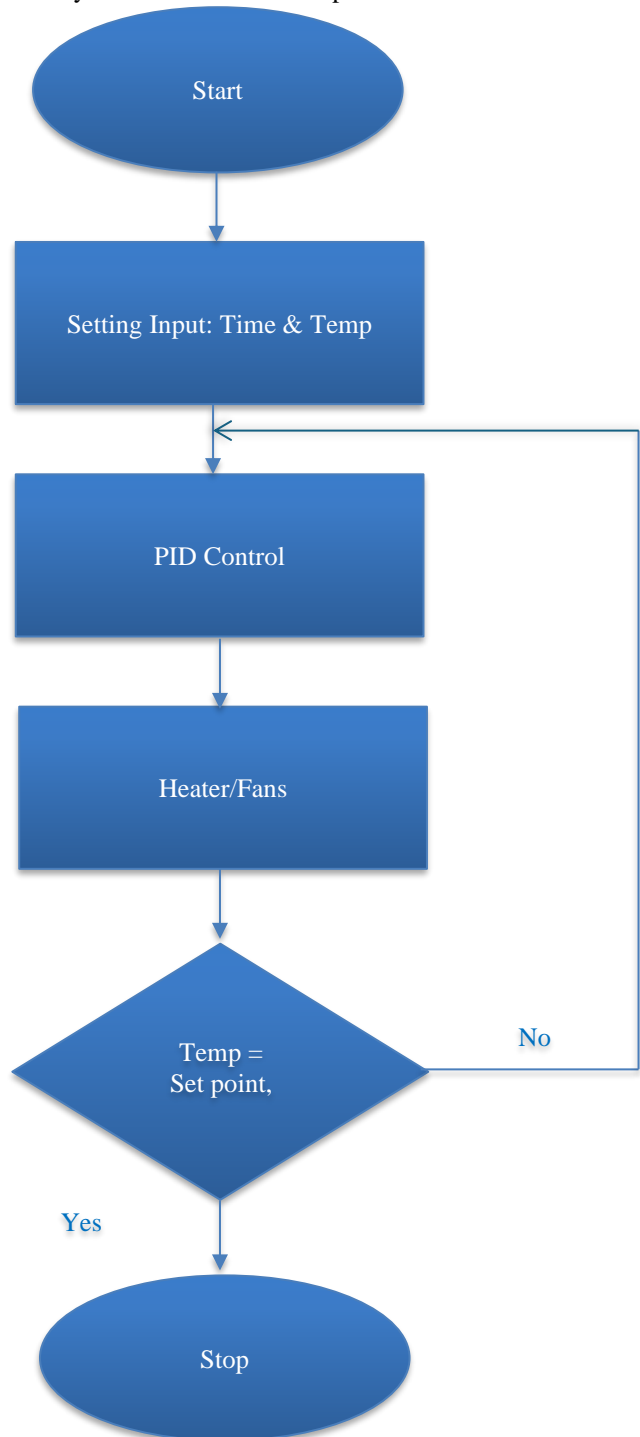 Start
Setting Input: Time & Temp
PID Control
Heater/Fans
Temp =
Set point,
No
Yes
Stop